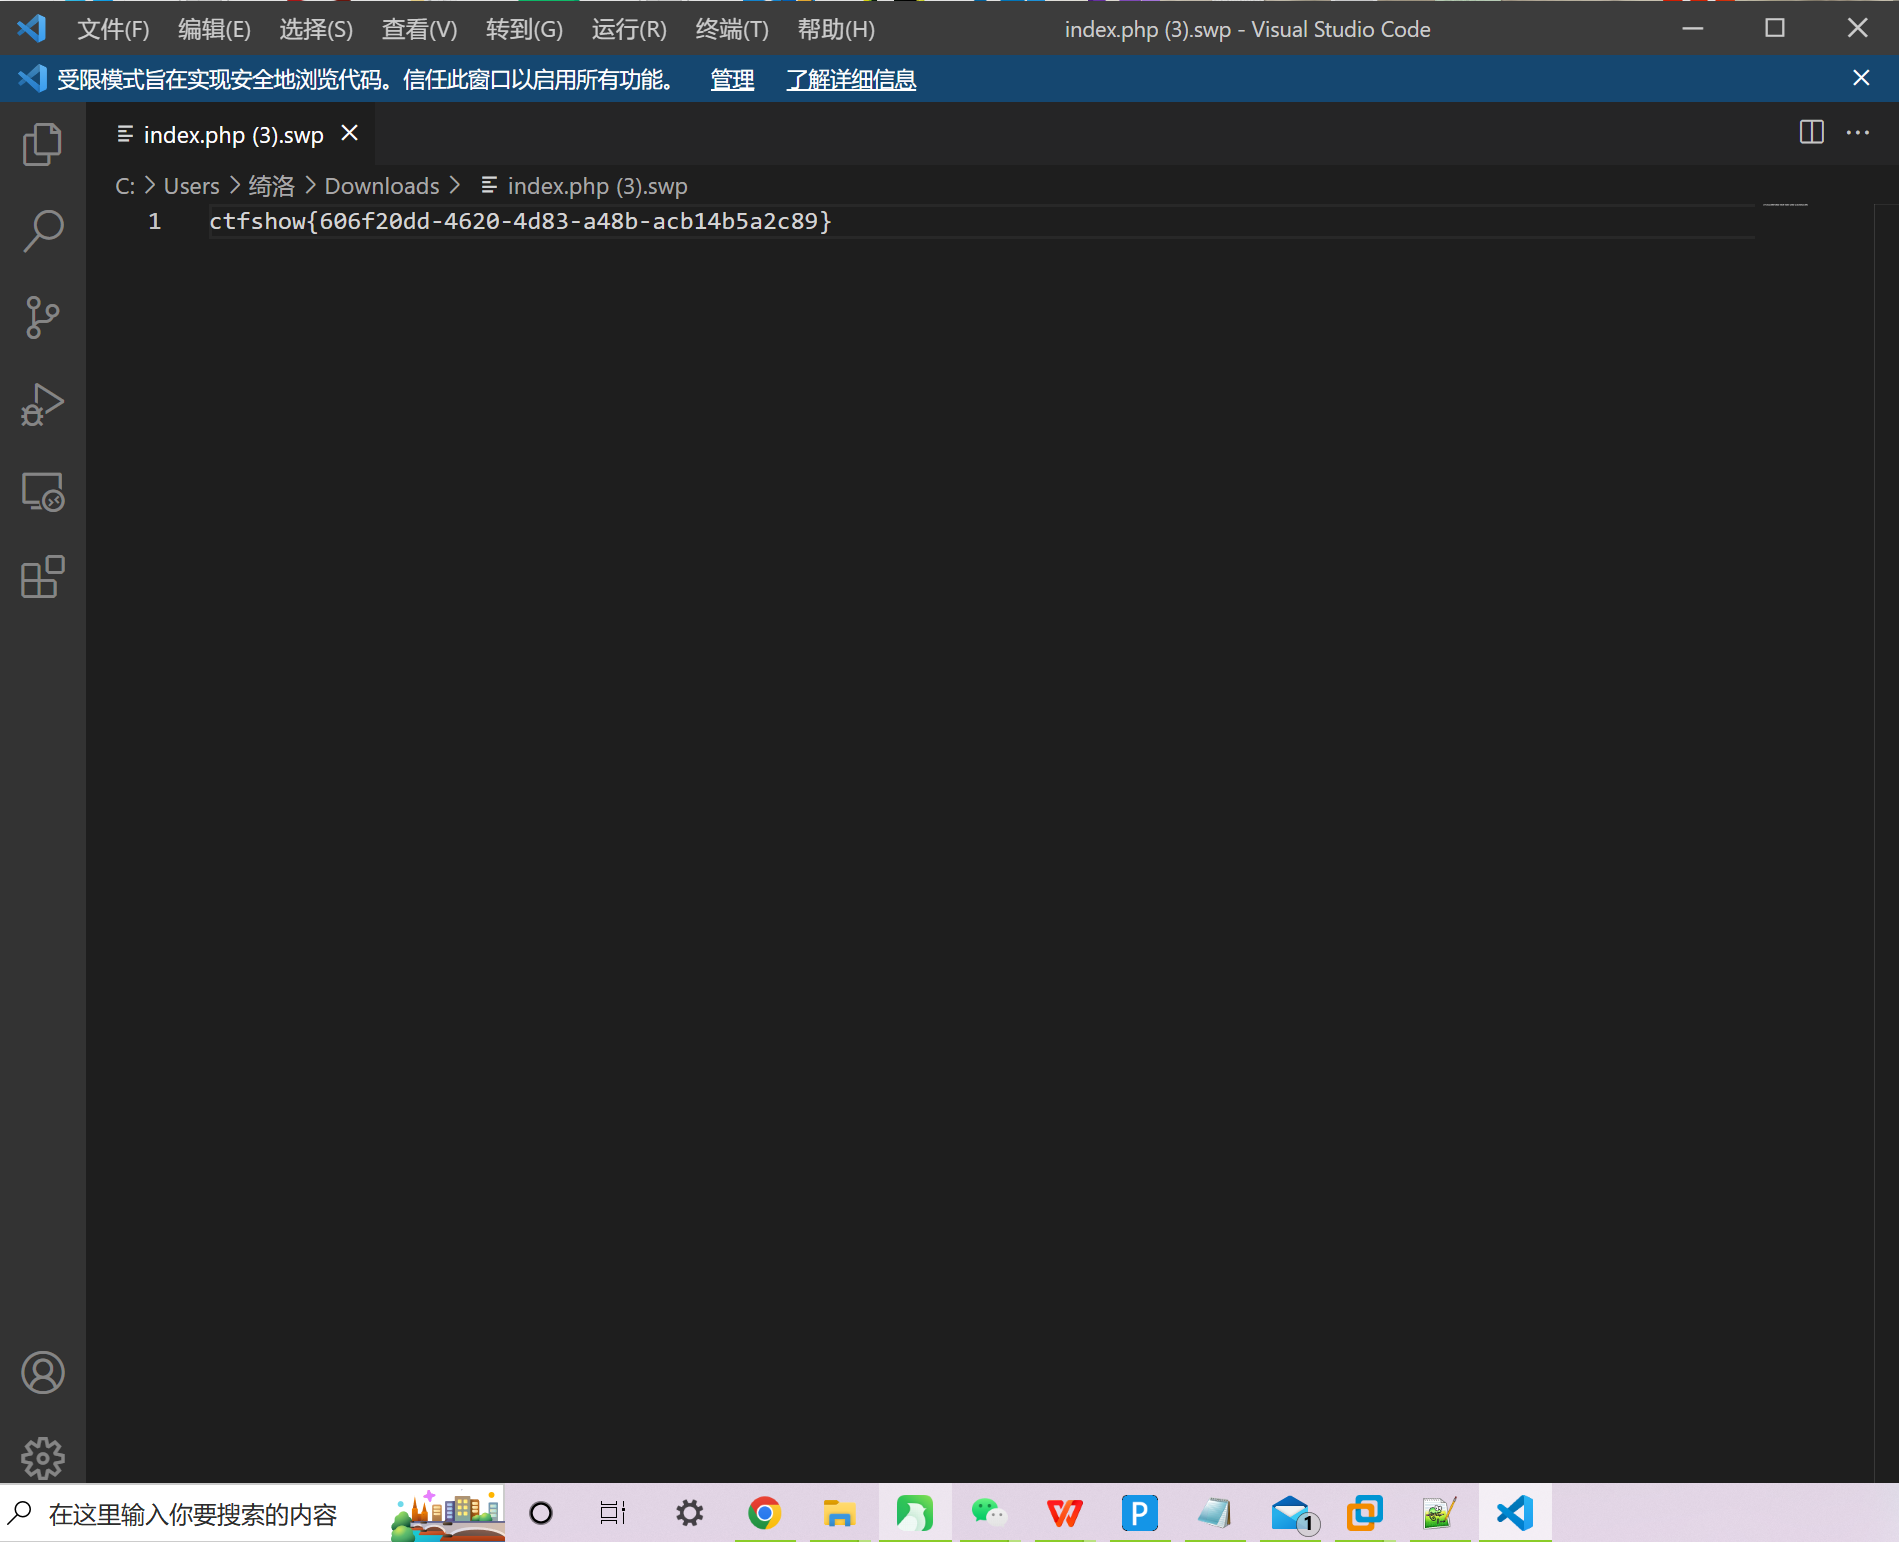 文件(F) 编辑(E) 选择(S) 查看(V) 转到(G) 运行(R) 终端(T) 帮助(H) index.php (3).swp - Visual Studio Code
受限模式旨在实现安全地浏览代码。信任此窗口以启用所有功能。 管理 了解详细信息
index.php (3).swp
C: > Users > 绮洛 > Downloads > index.php (3).swp
1 ctfshow{606f20dd-4620-4d83-a48b-acb14b5a2c89}
在这里输入你要搜索的内容
P
1